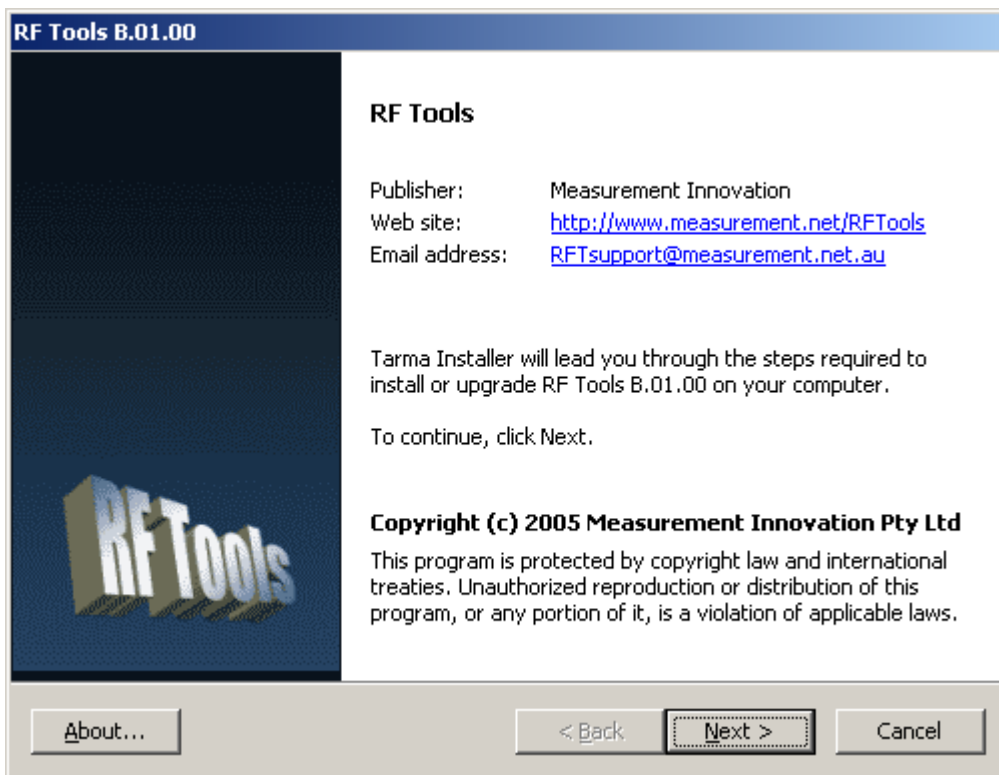 RF Tools B.01.00
RF Tools
Publisher: Measurement Innovation
Web site: http://www.measurement.net/RFTools
Email address: RFTsupport@measurement.net.au
Tarma Installer will lead you through the steps required to
install or upgrade RF Tools B.01.00 on your computer.
To continue, click Next.
RF Tools
Copyright (c) 2005 Measurement Innovation Pty Ltd
This program is protected by copyright law and international
treaties. Unauthorized reproduction or distribution of this
program, or any portion of it, is a violation of applicable laws.
About... < Back Next > Cancel